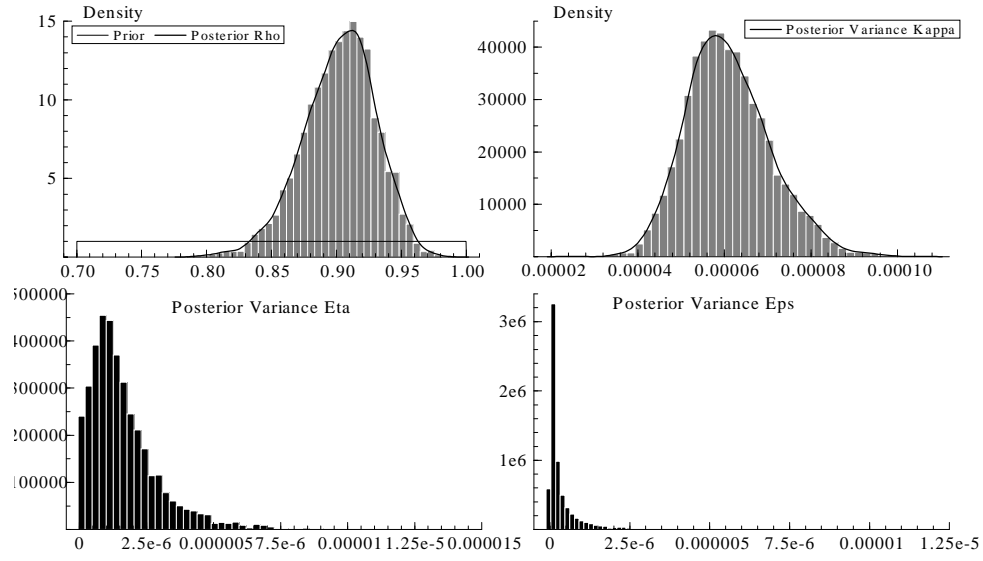 Density
Prior Posterior Rho
15
10
5
0.70 0.75 0.80 0.85 0.90 0.95 1.00
Density
Posterior Variance Kappa
40000
30000
20000
10000
0.00002 0.00004 0.00006 0.00008 0.00010
Posterior Variance Eta
500000
400000
300000
200000
100000
0 2.5e-6 0.000005 7.5e-6 0.00001 1.25e-5 0.000015
Posterior Variance Eps
3e6
2e6
1e6
0 2.5e-6 0.000005 7.5e-6 0.00001 1.25e-5